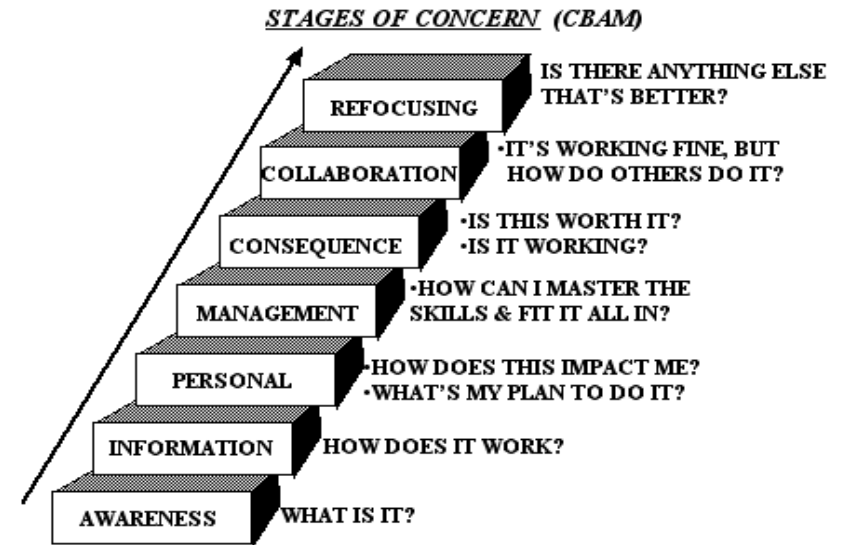 STAGES OF CONCERN (CBAM)
REFOCUSING
IS THERE ANYTHING ELSE
THAT'S BETTER?
COLLABORATION
•IT'S WORKING FINE, BUT
HOW DO OTHERS DO IT?
CONSEQUENCE
•IS THIS WORTH IT?
•IS IT WORKING?
MANAGEMENT
•HOW CAN I MASTER THE
SKILLS & FIT IT ALL IN?
PERSONAL
•HOW DOES THIS IMPACT ME?
•WHAT'S MY PLAN TO DO IT?
INFORMATION
HOW DOES IT WORK?
AWARENESS
WHAT IS IT?